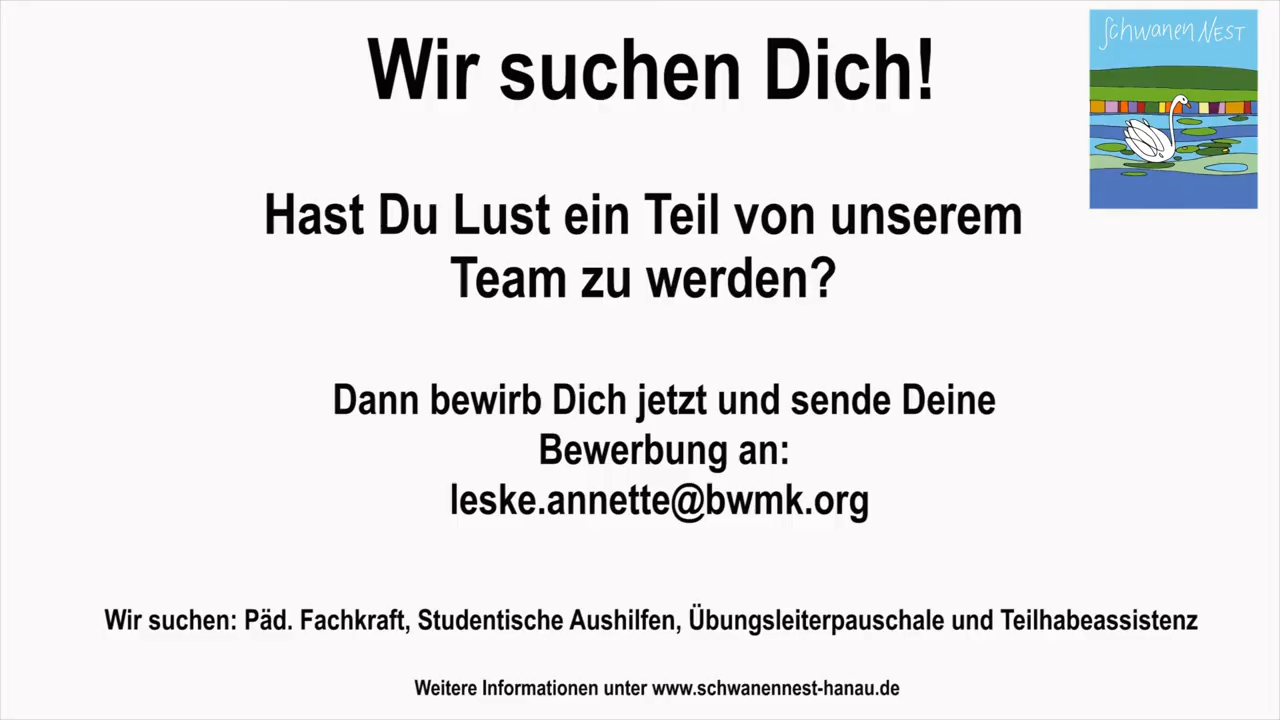 Schwanen Nest
Wir suchen Dich!
Hast Du Lust ein Teil von unserem
Team zu werden?
Dann bewirb Dich jetzt und sende Deine
Bewerbung an:
leske.annette@bwmk.org
Wir suchen: Päd. Fachkraft, Studentische Aushilfen, Übungsleiterpauschale und Teilhabeassistenz
Weitere Informationen unter www.schwanennest-hanau.de